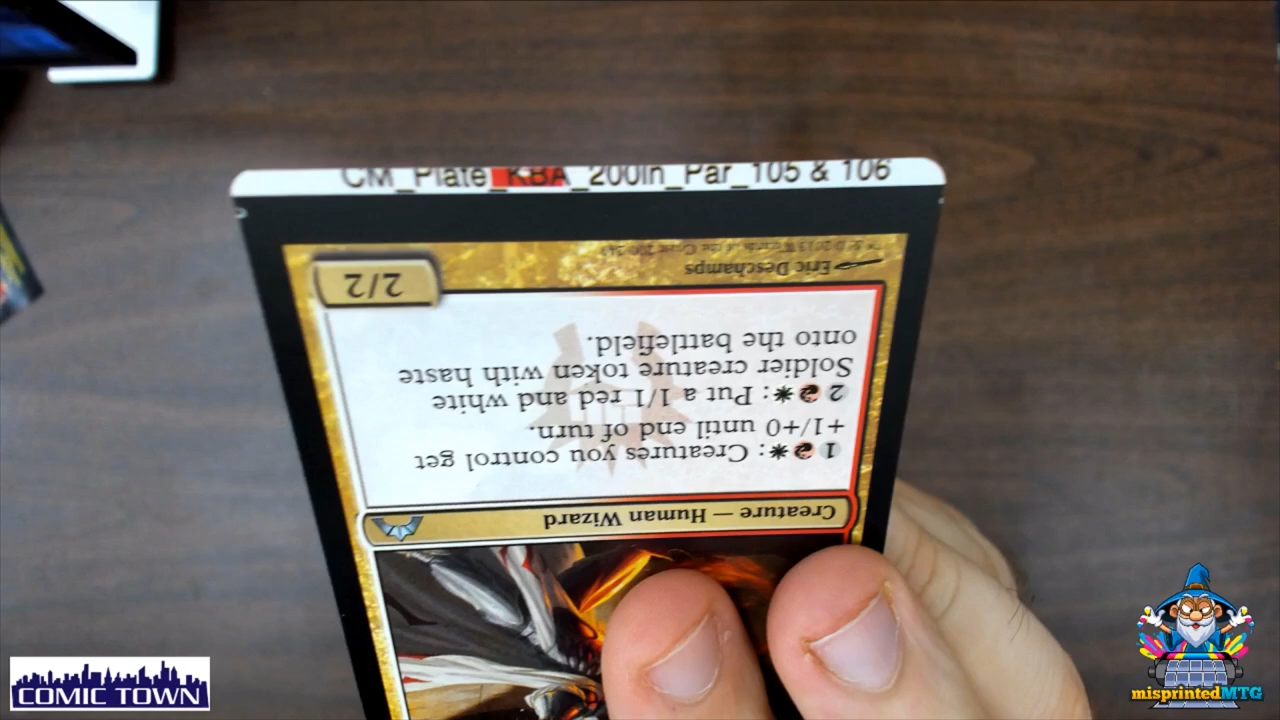 CM_Plate_KBA_200ln_Par_105 & 106
Creature — Human Wizard
1: Creatures you control get
+1/+0 until end of turn.
2: Put a 1/1 red and white
Soldier creature token with haste
onto the battlefield.
2/2
Eric Deschamps
COMIC TOWN
misprintedMTG